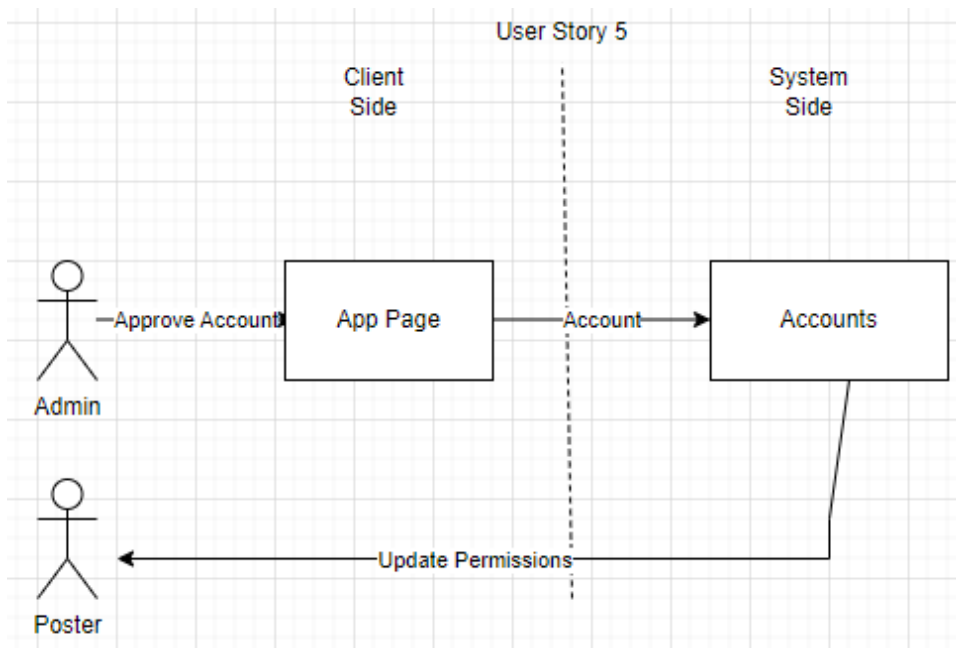 User Story 5
Client
Side
System
Side
Approve Account
App Page
Account
Accounts
Admin
Update Permissions
Poster